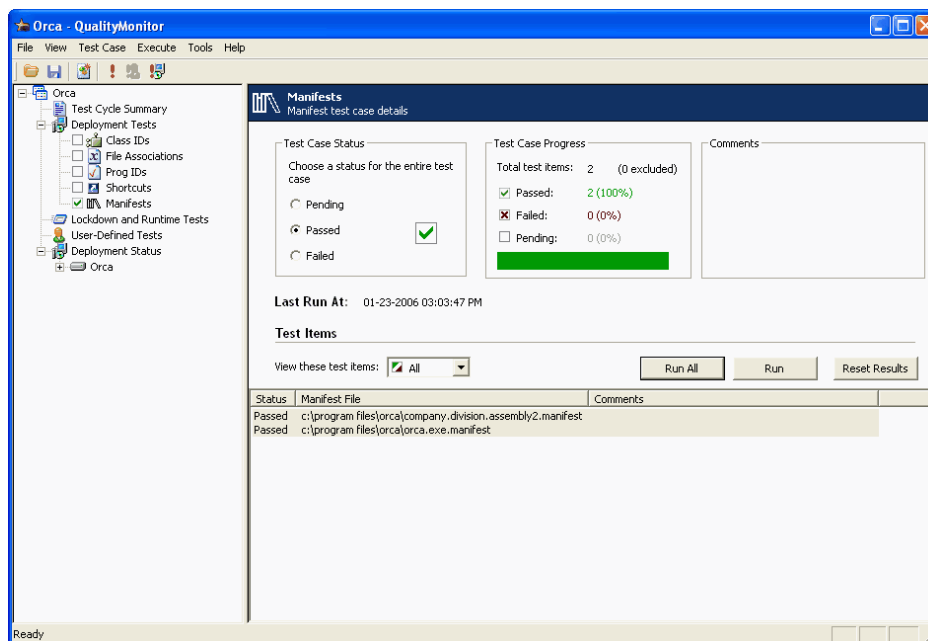 Orca - QualityMonitor
File View Test Case Execute Tools Help
Orca
Test Cycle Summary
Deployment Tests
Class IDs
File Associations
Prog IDs
Shortcuts
Manifests
Lockdown and Runtime Tests
User-Defined Tests
Deployment Status
Orca
Manifests
Manifest test case details
Test Case Status
Choose a status for the entire test
case
Pending
Passed
Failed
Test Case Progress
Total test items: 2 (0 excluded)
Passed: 2 (100%)
Failed: 0 (0%)
Pending: 0 (0%)
Comments
Last Run At: 01-23-2006 03:03:47 PM
Test Items
View these test items: All Run All Run Reset Results
Status Manifest File Comments
Passed c:\program files\orca\company.division.assembly2.manifest
Passed c:\program files\orca\orca.exe.manifest
Ready